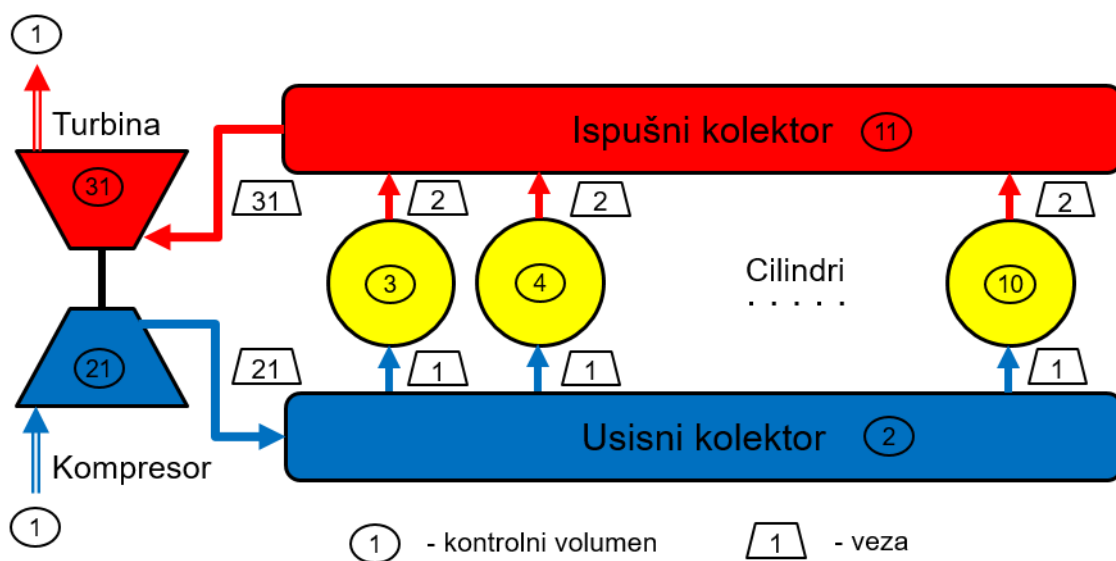 1
Turbina
31
31
Ispušni kolektor 11
2
2
2
3
4
Cilindri
. . . . .
10
21
21
1
1
1
Usisni kolektor 2
Kompresor
1
1 - kontrolni volumen
1 - veza